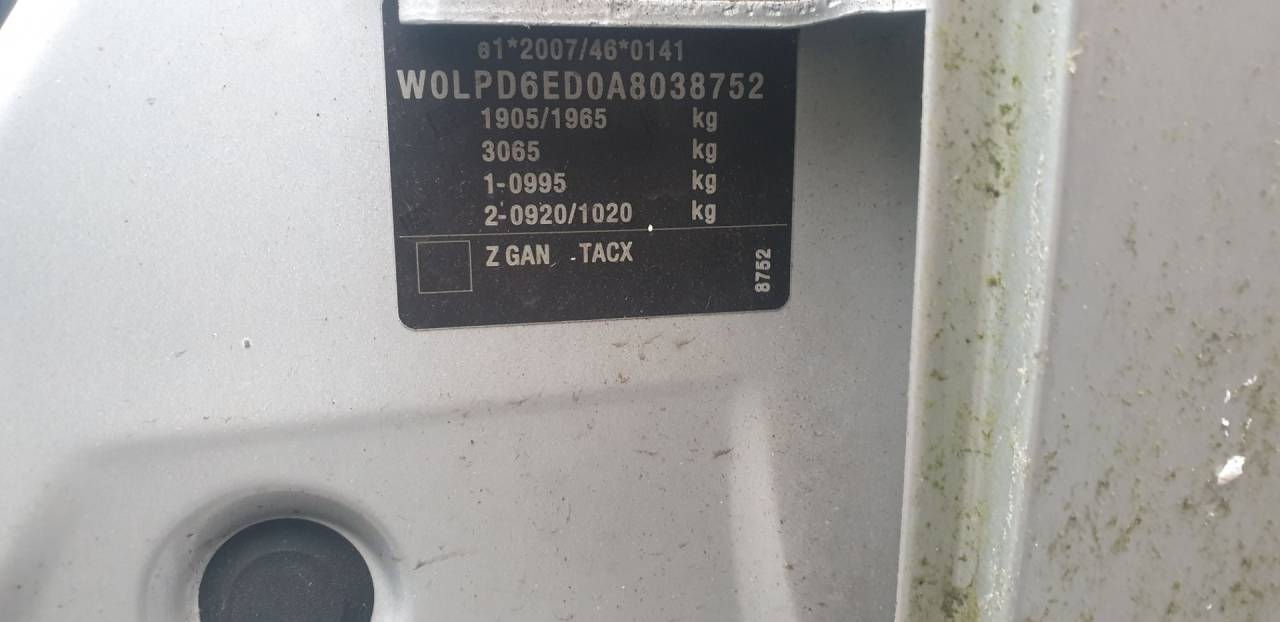 e1*2007/46*0141
W0LPD6ED0A8038752
1905/1965 kg
3065 kg
1-0995 kg
2-0920/1020 kg
Z GAN TACX
8752